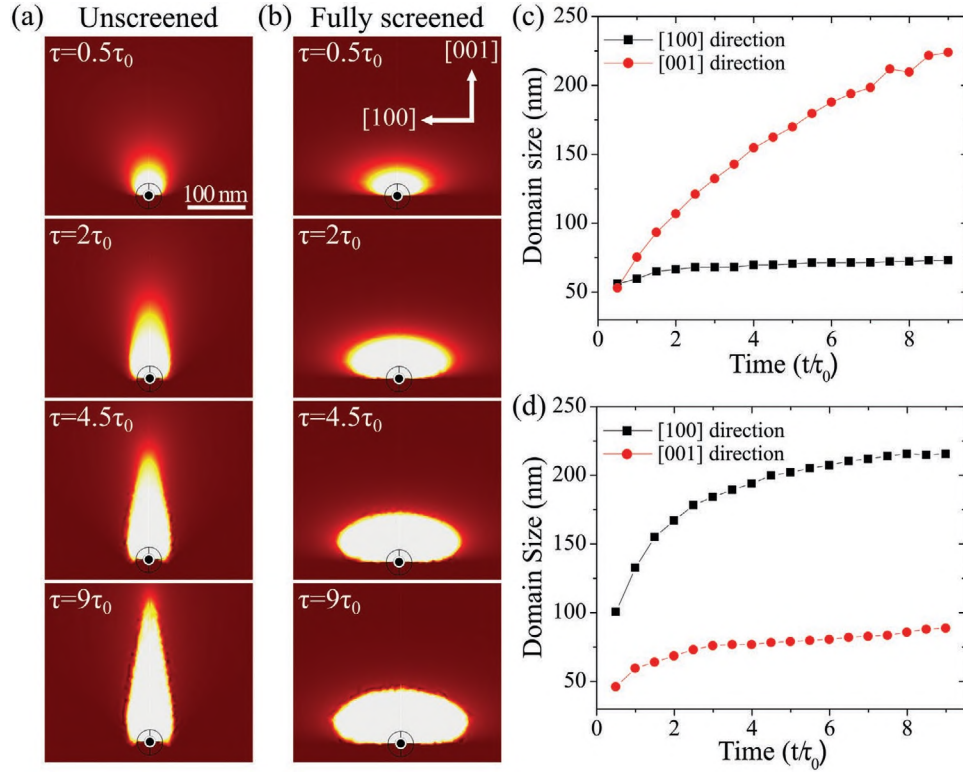 (a) Unscreened
τ=0.5τ0
100 nm
τ=2τ0
τ=4.5τ0
τ=9τ0
(b) Fully screened
τ=0.5τ0
[001]
[100]
τ=2τ0
τ=4.5τ0
τ=9τ0
(c)
250
200
150
100
50
Domain size (nm)
[100] direction
[001] direction
0 2 4 6 8
Time (t/τ0)
(d)
250
200
150
100
50
Domain Size (nm)
[100] direction
[001] direction
0 2 4 6 8
Time (t/τ0)